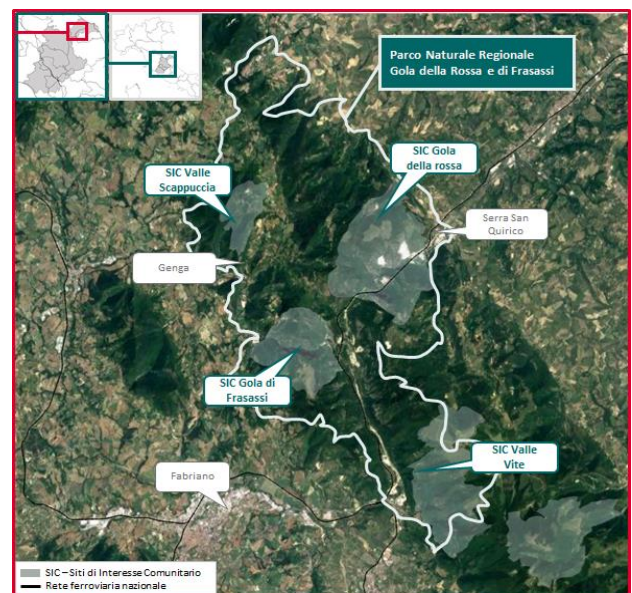 Parco Naturale Regionale
Gola della Rossa e di Frasassi
SIC Gola
della rossa
SIC Valle
Scappuccia
Serra San
Quirico
Genga
SIC Gola di
Frasassi
SIC Valle
Vite
Fabriano
SIC – Siti di Interesse Comunitario
Rete ferroviaria nazionale